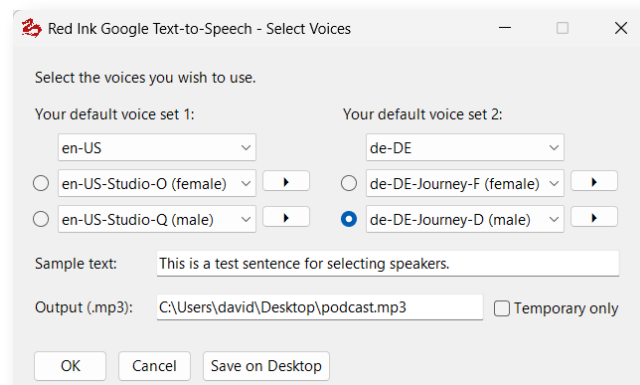 Red Ink Google Text-to-Speech - Select Voices
Select the voices you wish to use.
Your default voice set 1: Your default voice set 2:
en-US de-DE
en-US-Studio-O (female) de-DE-Journey-F (female)
en-US-Studio-Q (male) de-DE-Journey-D (male)
Sample text: This is a test sentence for selecting speakers.
Output (.mp3): C:\Users\david\Desktop\podcast.mp3 Temporary only
OK Cancel Save on Desktop